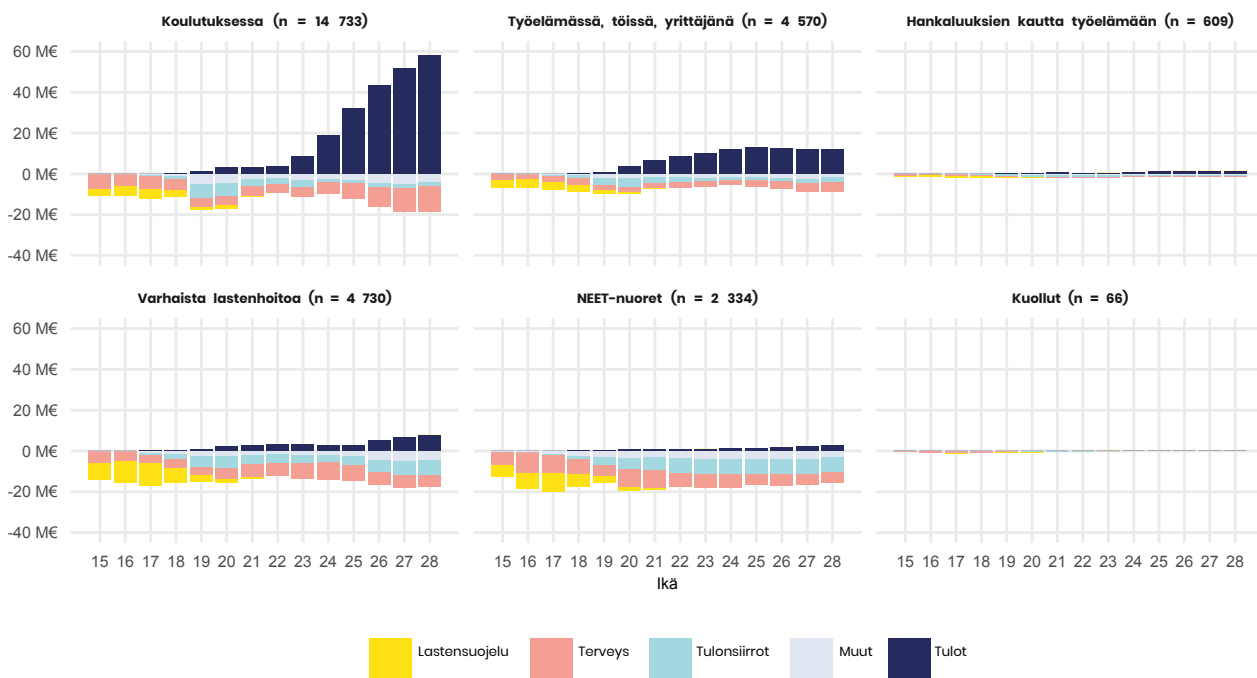 Koulutuksessa (n = 14 733)
Työelämässä, töissä, yrittäjänä (n = 4 570)
Hankaluuksien kautta työelämään (n = 609)
60 M€
40 M€
20 M€
0 M€
-20 M€
-40 M€
Varhaista lastenhoitoa (n = 4 730)
NEET-nuoret (n = 2 334)
Kuollut (n = 66)
60 M€
40 M€
20 M€
0 M€
-20 M€
-40 M€
15 16 17 18 19 20 21 22 23 24 25 26 27 28
15 16 17 18 19 20 21 22 23 24 25 26 27 28
15 16 17 18 19 20 21 22 23 24 25 26 27 28
Ikä
Lastensuojelu
Terveys
Tulonsiirrot
Muut
Tulot